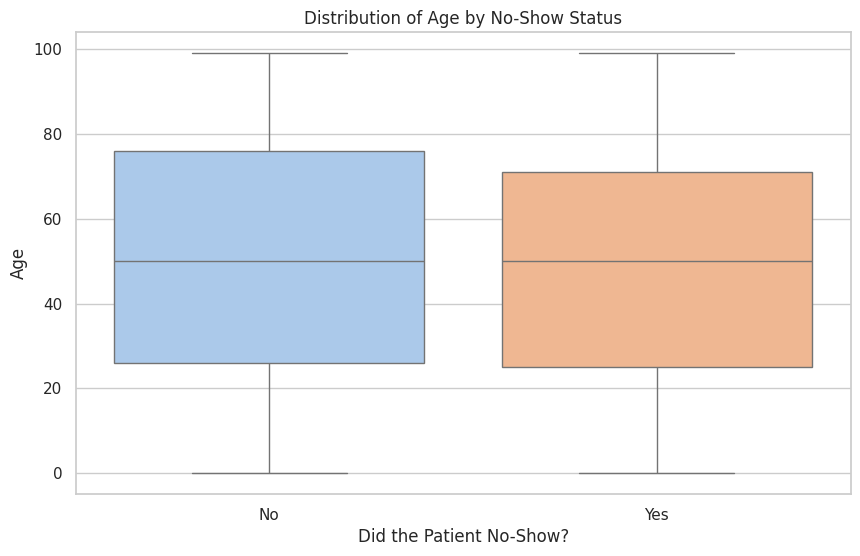 Distribution of Age by No-Show Status
100
80
60
40
20
0
Age
No
Yes
Did the Patient No-Show?